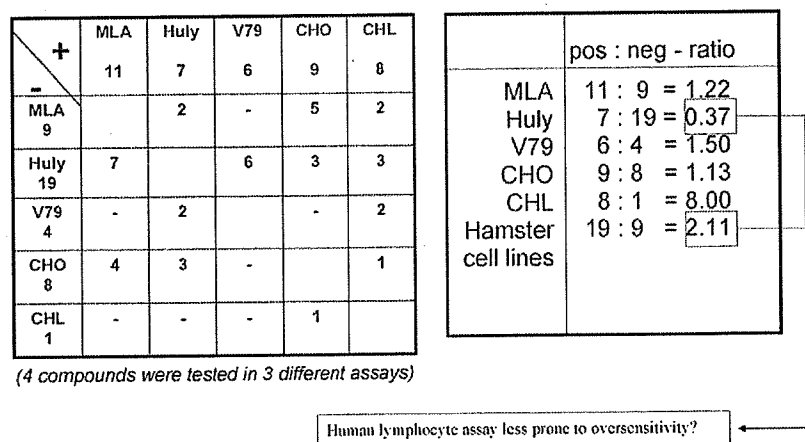 + MLA Huly V79 CHO CHL
- 11 7 6 9 8
MLA 2 - 5 2
9
Huly 7 6 3 3
19
V79 - 2 - 2
4
CHO 4 3 - 1
8
CHL - - - 1
1
(4 compounds were tested in 3 different assays)
pos : neg - ratio
MLA 11 : 9 = 1.22
Huly 7 : 19 = 0.37
V79 6 : 4 = 1.50
CHO 9 : 8 = 1.13
CHL 8 : 1 = 8.00
Hamster 19 : 9 = 2.11
cell lines
Human lymphocyte assay less prone to oversensitivity?